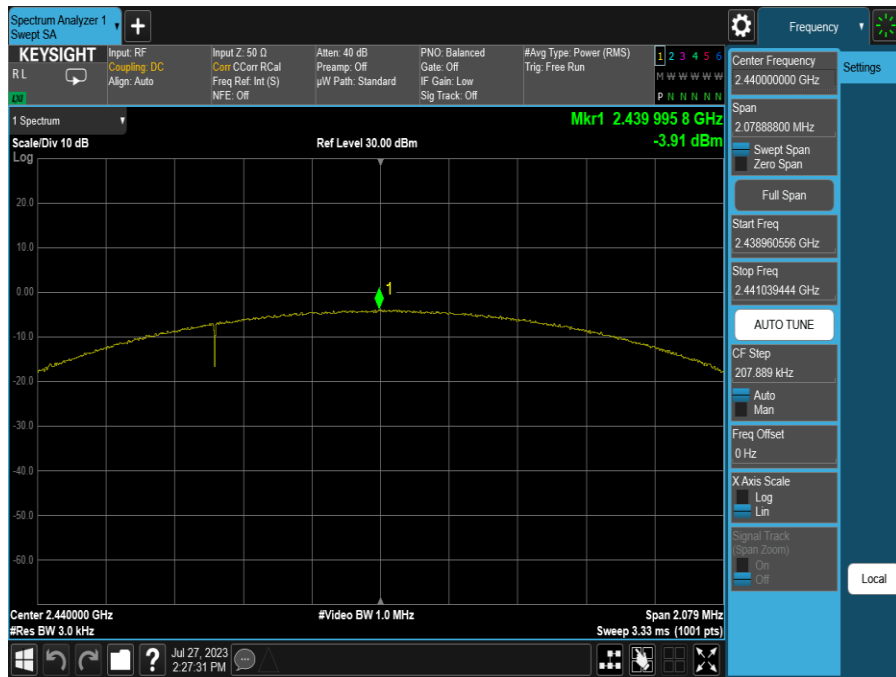 Spectrum Analyzer 1
Swept SA
Frequency
KEYSIGHT
R L
LXI
Input: RF
Coupling: DC
Align: Auto
Input Z: 50 Ω
Corr CCorr RCal
Freq Ref: Int (S)
NFE: Off
Atten: 40 dB
Preamp: Off
µW Path: Standard
PNO: Balanced
Gate: Off
IF Gain: Low
Sig Track: Off
#Avg Type: Power (RMS)
Trig: Free Run
1 2 3 4 5 6
M W W W W W
P N N N N N
1 Spectrum
Scale/Div 10 dB
Log
Ref Level 30.00 dBm
Mkr1 2.439 995 8 GHz
-3.91 dBm
20.0
10.0
0.00
-10.0
-20.0
-30.0
-40.0
-50.0
-60.0
1
Center 2.440000 GHz
#Res BW 3.0 kHz
#Video BW 1.0 MHz
Span 2.079 MHz
Sweep 3.33 ms (1001 pts)
Center Frequency
2.440000000 GHz
Span
2.07888800 MHz
Swept Span
Zero Span
Full Span
Start Freq
2.438960556 GHz
Stop Freq
2.441039444 GHz
AUTO TUNE
CF Step
207.889 kHz
Auto
Man
Freq Offset
0 Hz
X Axis Scale
Log
Lin
Signal Track
(Span Zoom)
On
Off
Settings
Local
Jul 27, 2023
2:27:31 PM